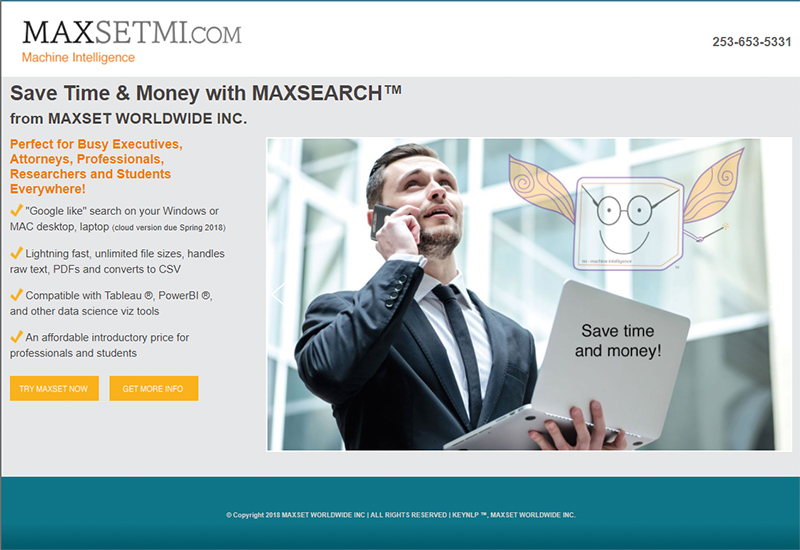 MAXSETMI.COM
Machine Intelligence
253-653-5331
Save Time & Money with MAXSEARCH™
from MAXSET WORLDWIDE INC.
Perfect for Busy Executives,
Attorneys, Professionals,
Researchers and Students
Everywhere!
"Google like" search on your Windows or
MAC desktop, laptop (cloud version due Spring 2018)
Lightning fast, unlimited file sizes, handles
raw text, PDFs and converts to CSV
Compatible with Tableau ®, PowerBI ®,
and other data science viz tools
An affordable introductory price for
professionals and students
TRY MAXSET NOW
GET MORE INFO
Machine Intelligence
™
Save time
and money!
© Copyright 2018 MAXSET WORLDWIDE INC | ALL RIGHTS RESERVED | KEYNLP ™, MAXSET WORLDWIDE INC.